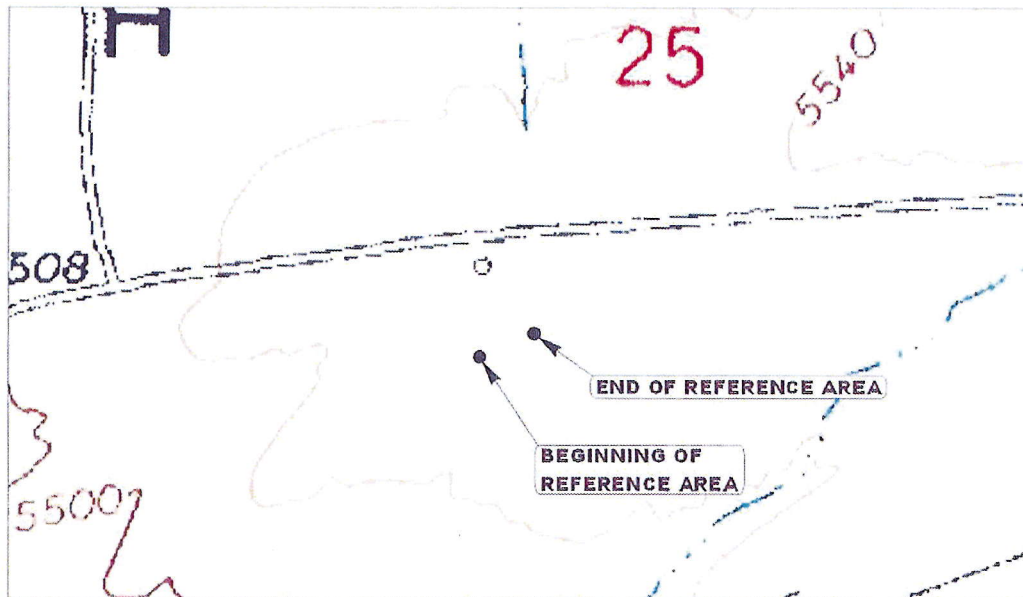 25
5540
508
END OF REFERENCE AREA
BEGINNING OF
REFERENCE AREA
5500